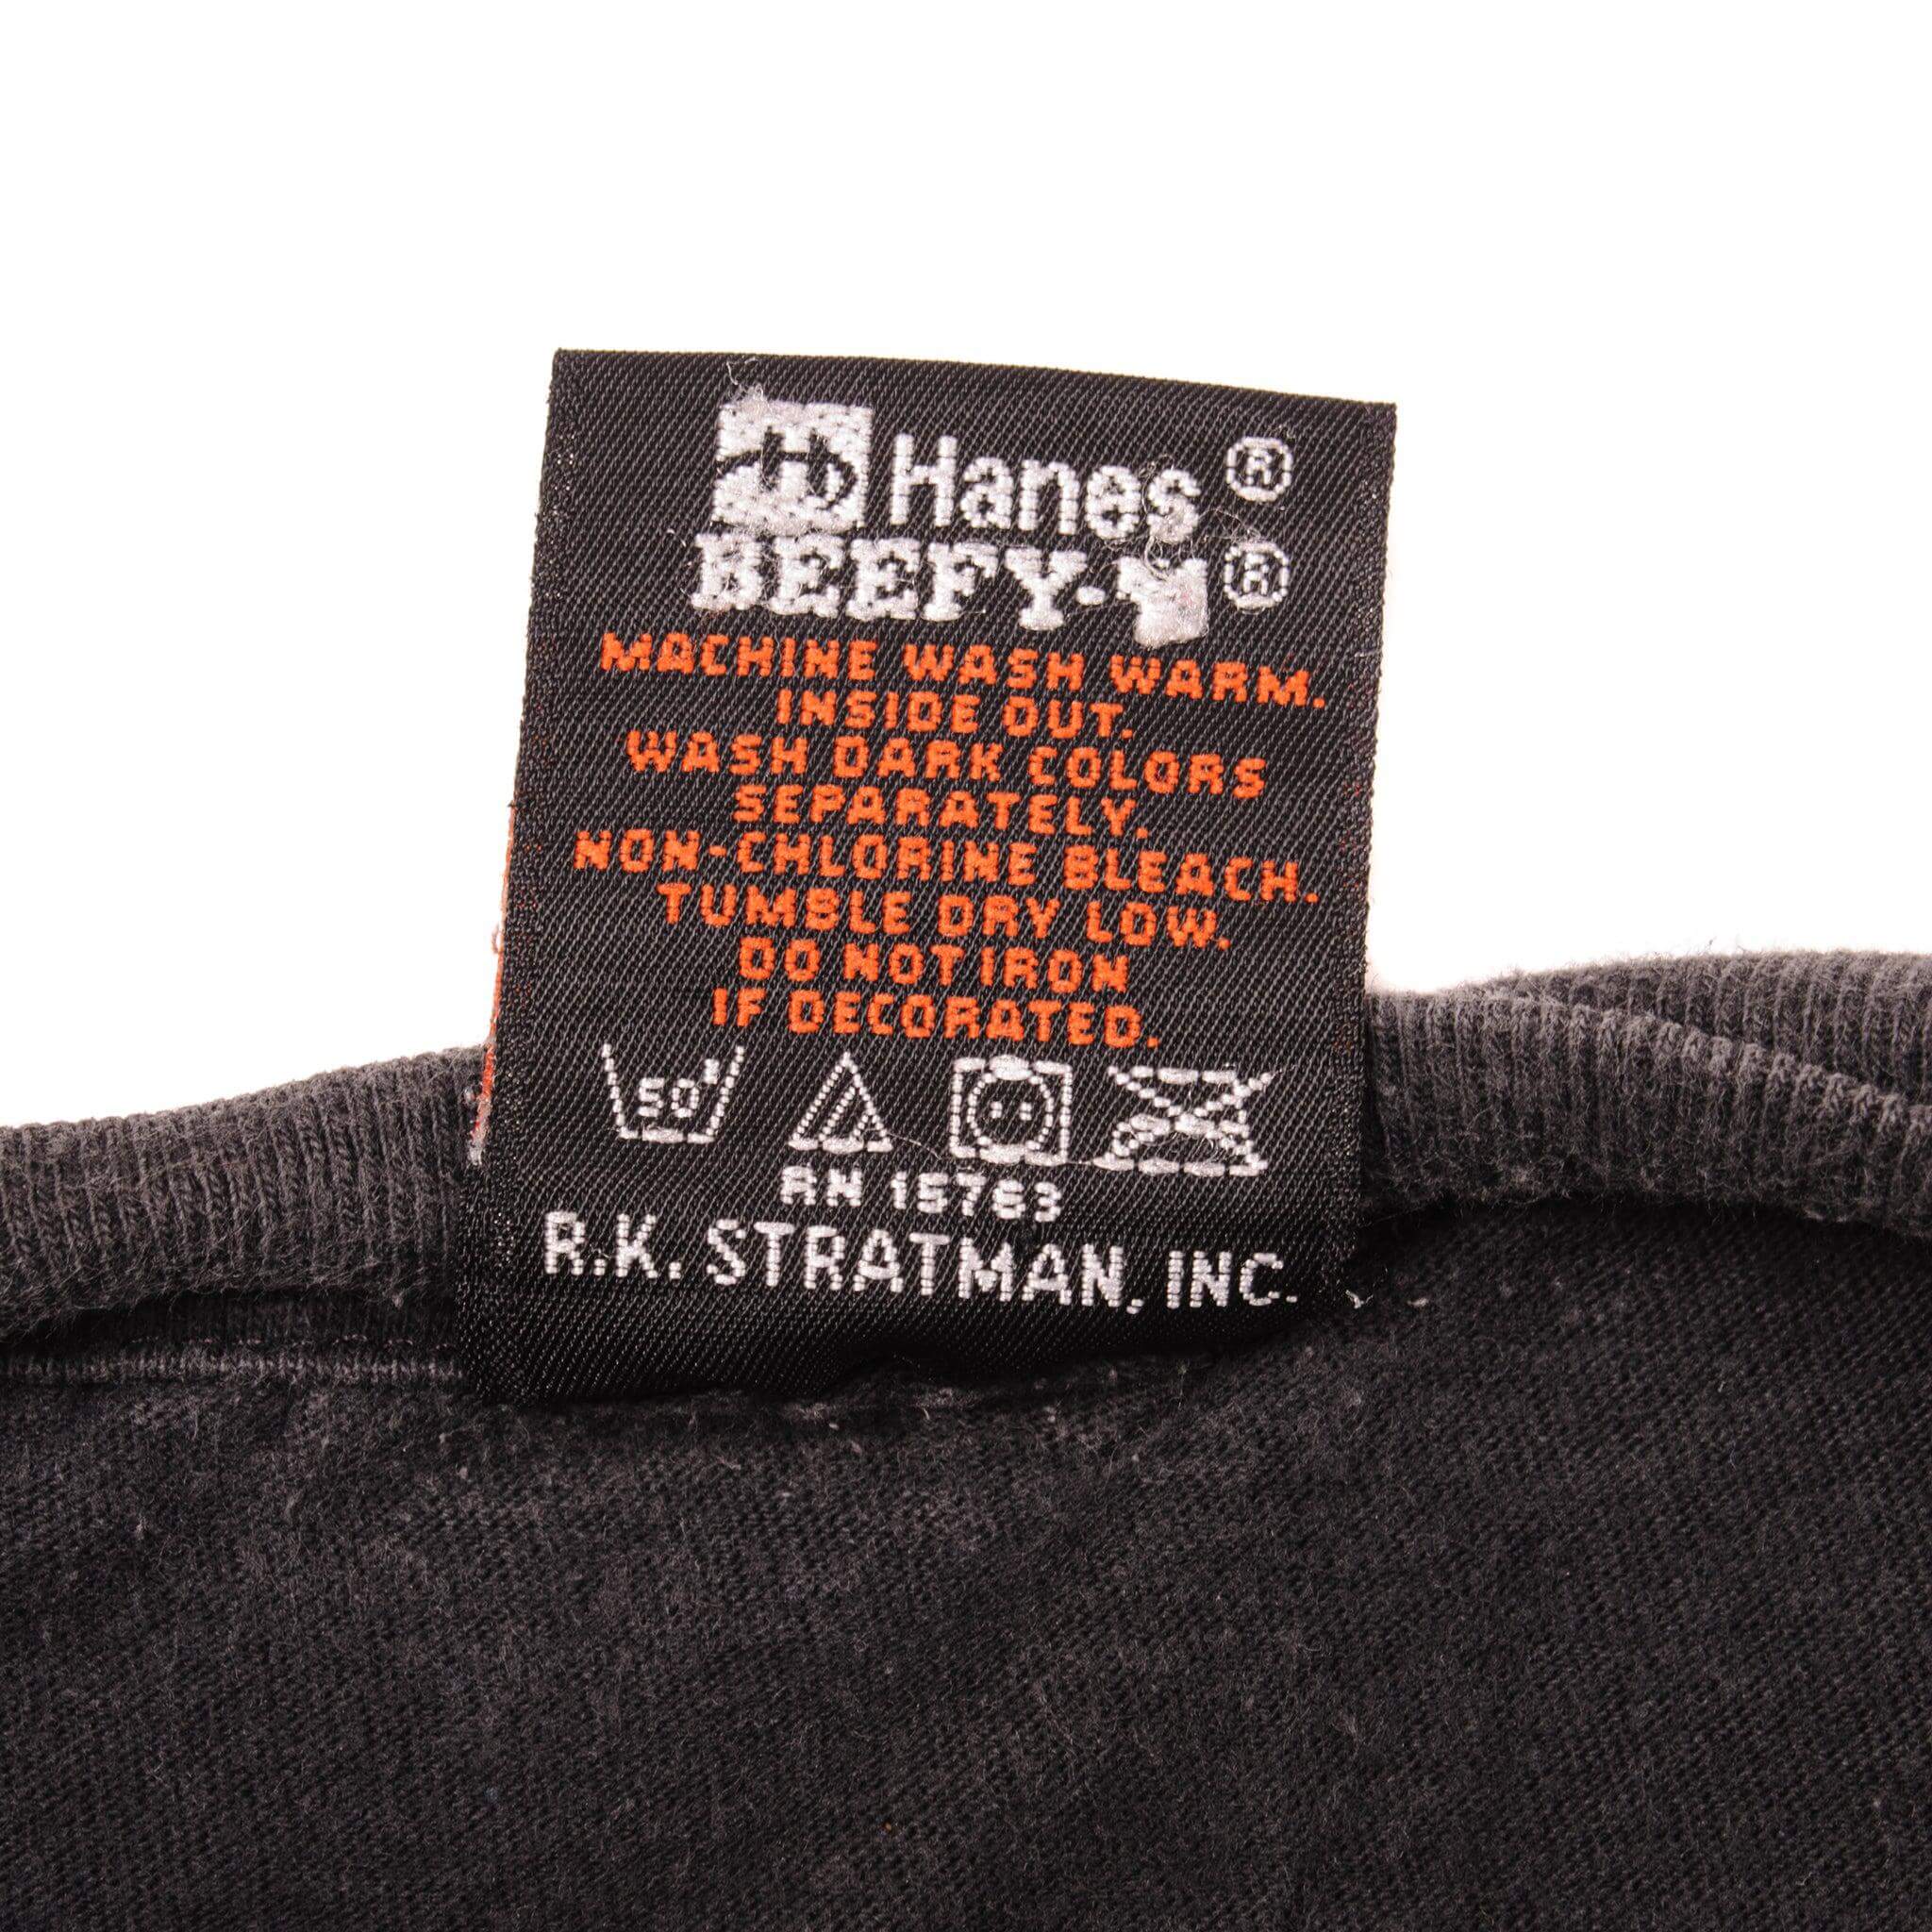 Hanes®
BEEFY-T®
MACHINE WASH WARM.
INSIDE OUT.
WASH DARK COLORS
SEPARATELY.
NON-CHLORINE BLEACH.
TUMBLE DRY LOW.
DO NOT IRON
IF DECORATED.
50°
RN 15763
R.K. STRATMAN, INC.